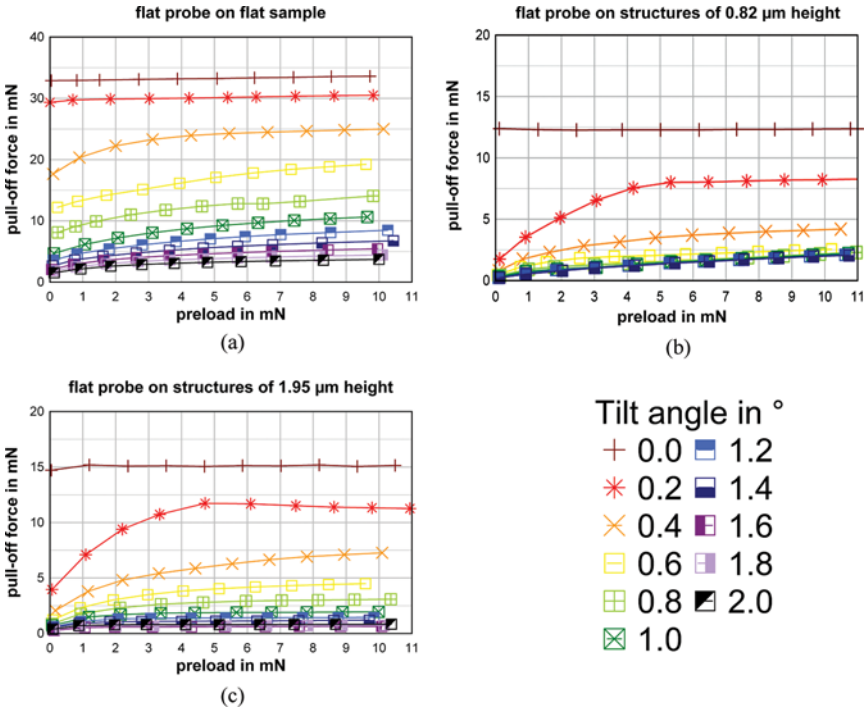 flat probe on flat sample
40
30
20
10
0
pull-off force in mN
0 1 2 3 4 5 6 7 8 9 10 11
preload in mN
(a)
flat probe on structures of 0.82 µm height
20
15
10
5
0
pull-off force in mN
0 1 2 3 4 5 6 7 8 9 10 11
preload in mN
(b)
flat probe on structures of 1.95 µm height
20
15
10
5
0
pull-off force in mN
0 1 2 3 4 5 6 7 8 9 10 11
preload in mN
(c)
Tilt angle in °
0.0 1.2
0.2 1.4
0.4 1.6
0.6 1.8
0.8 2.0
1.0